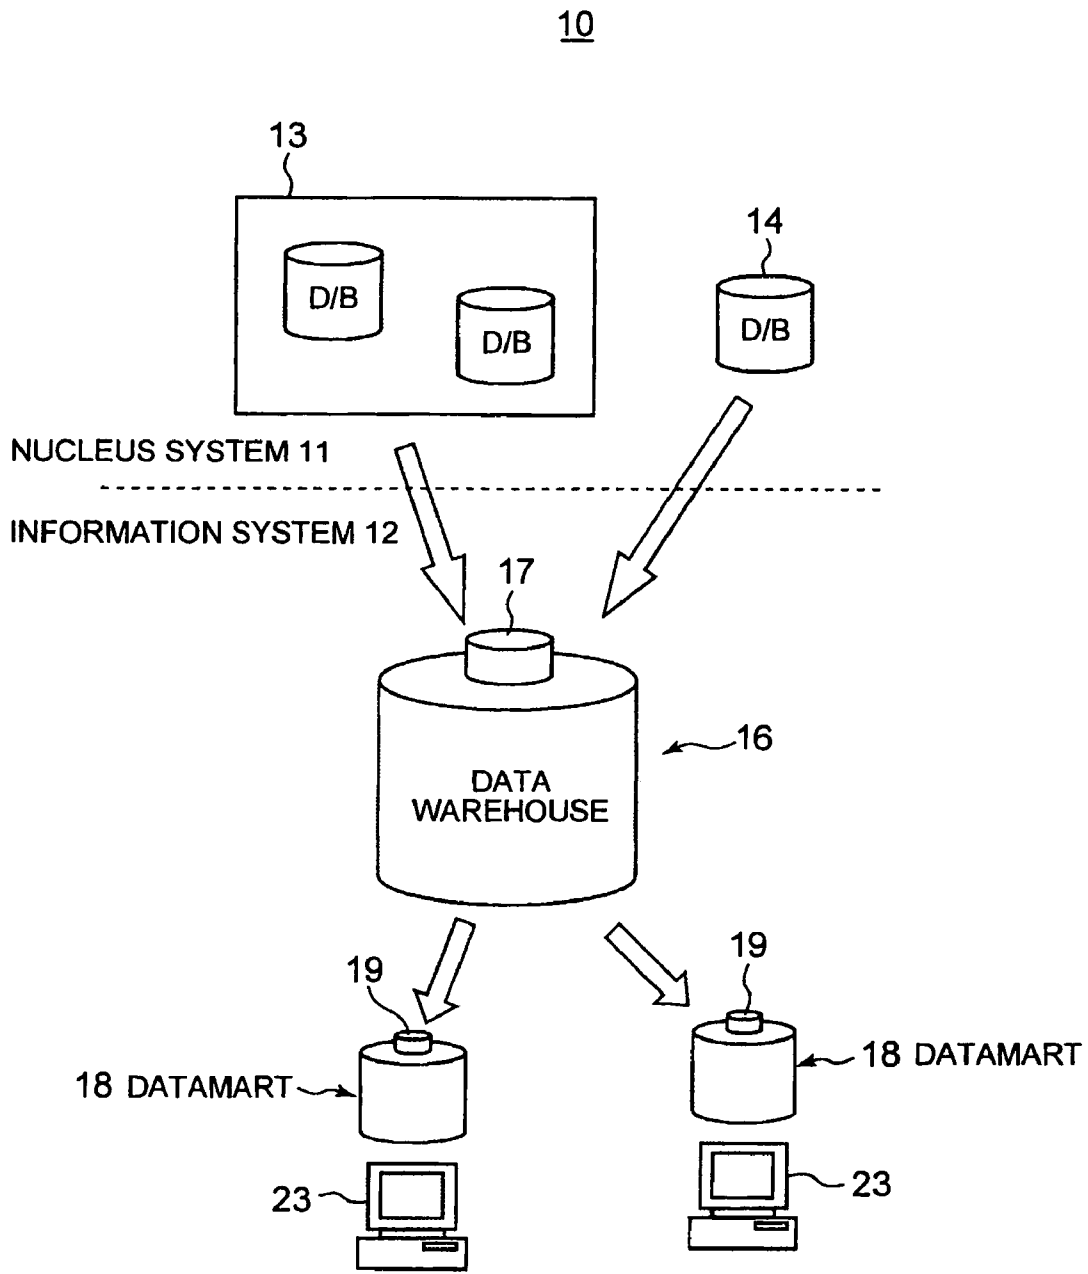 10
13
14
D/B
D/B
D/B
NUCLEUS SYSTEM 11
INFORMATION SYSTEM 12
17
16
DATA
WAREHOUSE
19
19
18 DATAMART
18 DATAMART
23
23